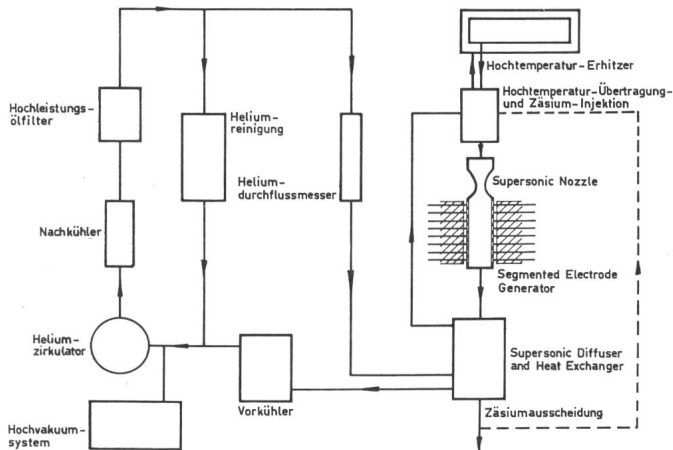 Hochleistungs-
ölfilter
Nachkühler
Helium-
zirkulator
Hochvakuum-
system
Helium-
reinigung
Helium-
durchflussmesser
Vorkühler
Hochtemperatur-Erhitzer
Hochtemperatur-Übertragung-
und Zäsium-Injektion
Supersonic Nozzle
Segmented Electrode
Generator
Supersonic Diffuser
and Heat Exchanger
Zäsiumausscheidung